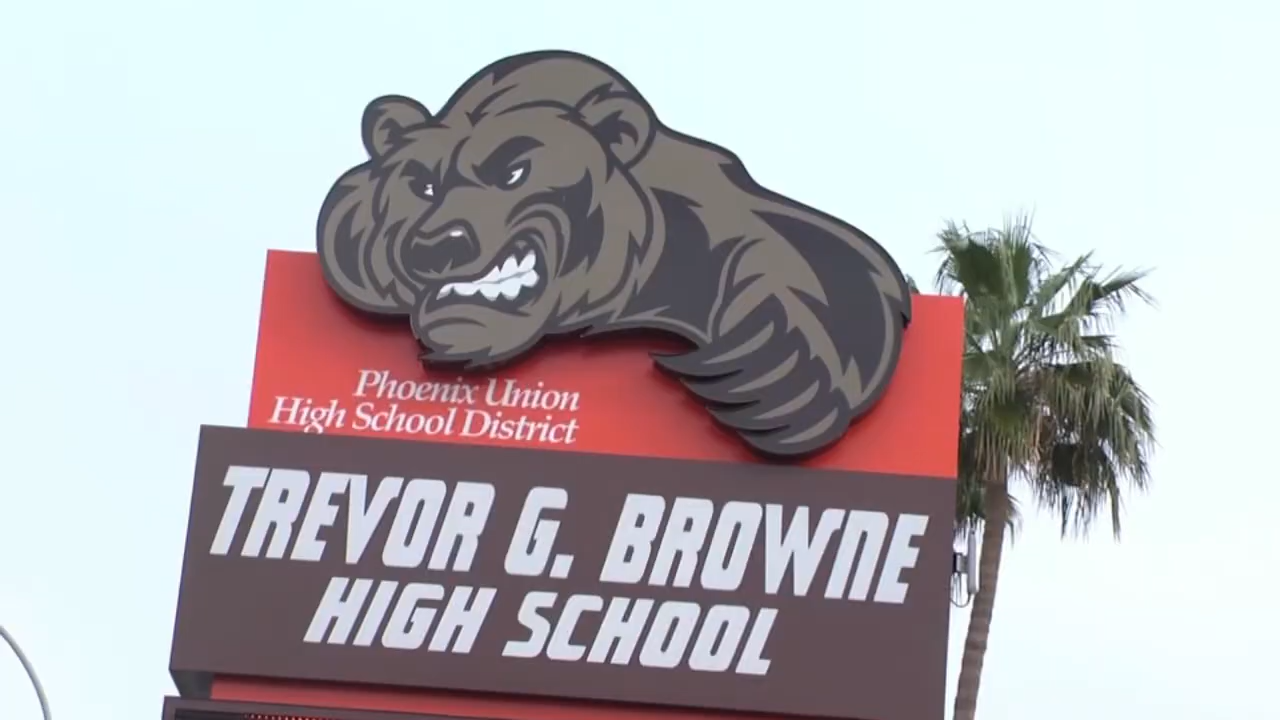 Phoenix Union
High School District
TREVOR G. BROWNE
HIGH SCHOOL